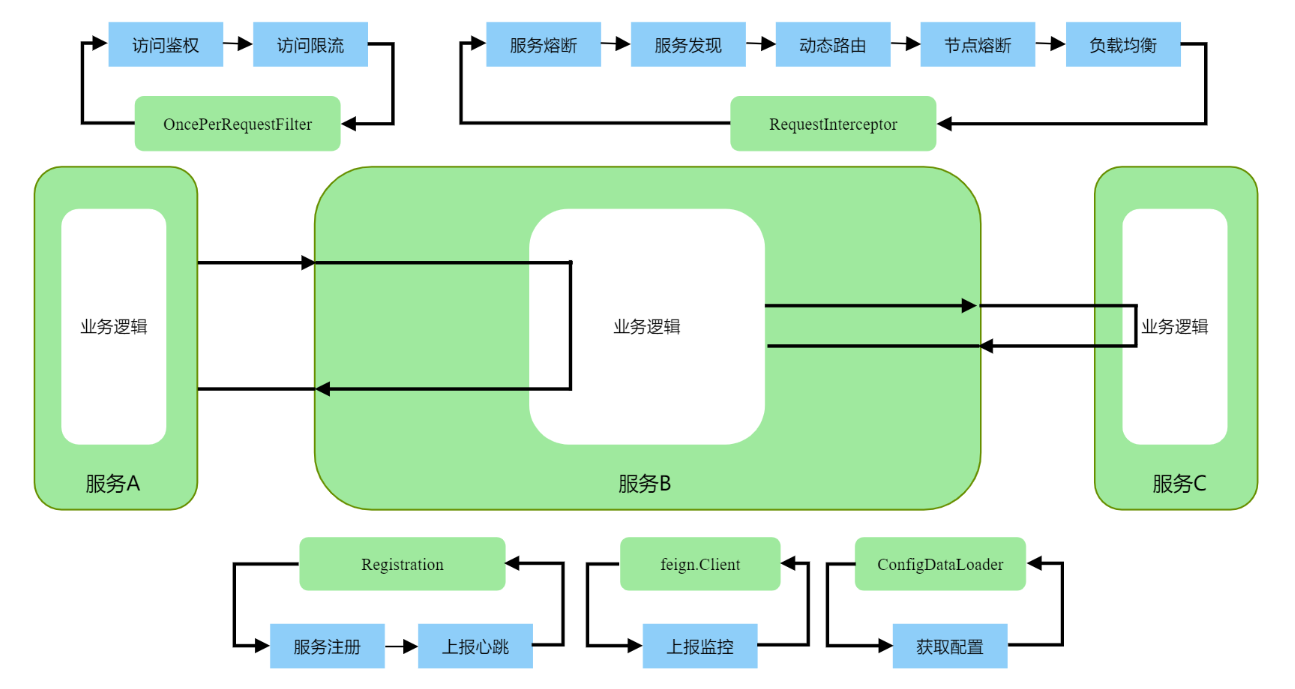 访问鉴权
访问限流
服务熔断
服务发现
动态路由
节点熔断
负载均衡
OncePerRequestFilter
RequestInterceptor
业务逻辑
业务逻辑
业务逻辑
服务A
服务B
服务C
Registration
feign.Client
ConfigDataLoader
服务注册
上报心跳
上报监控
获取配置